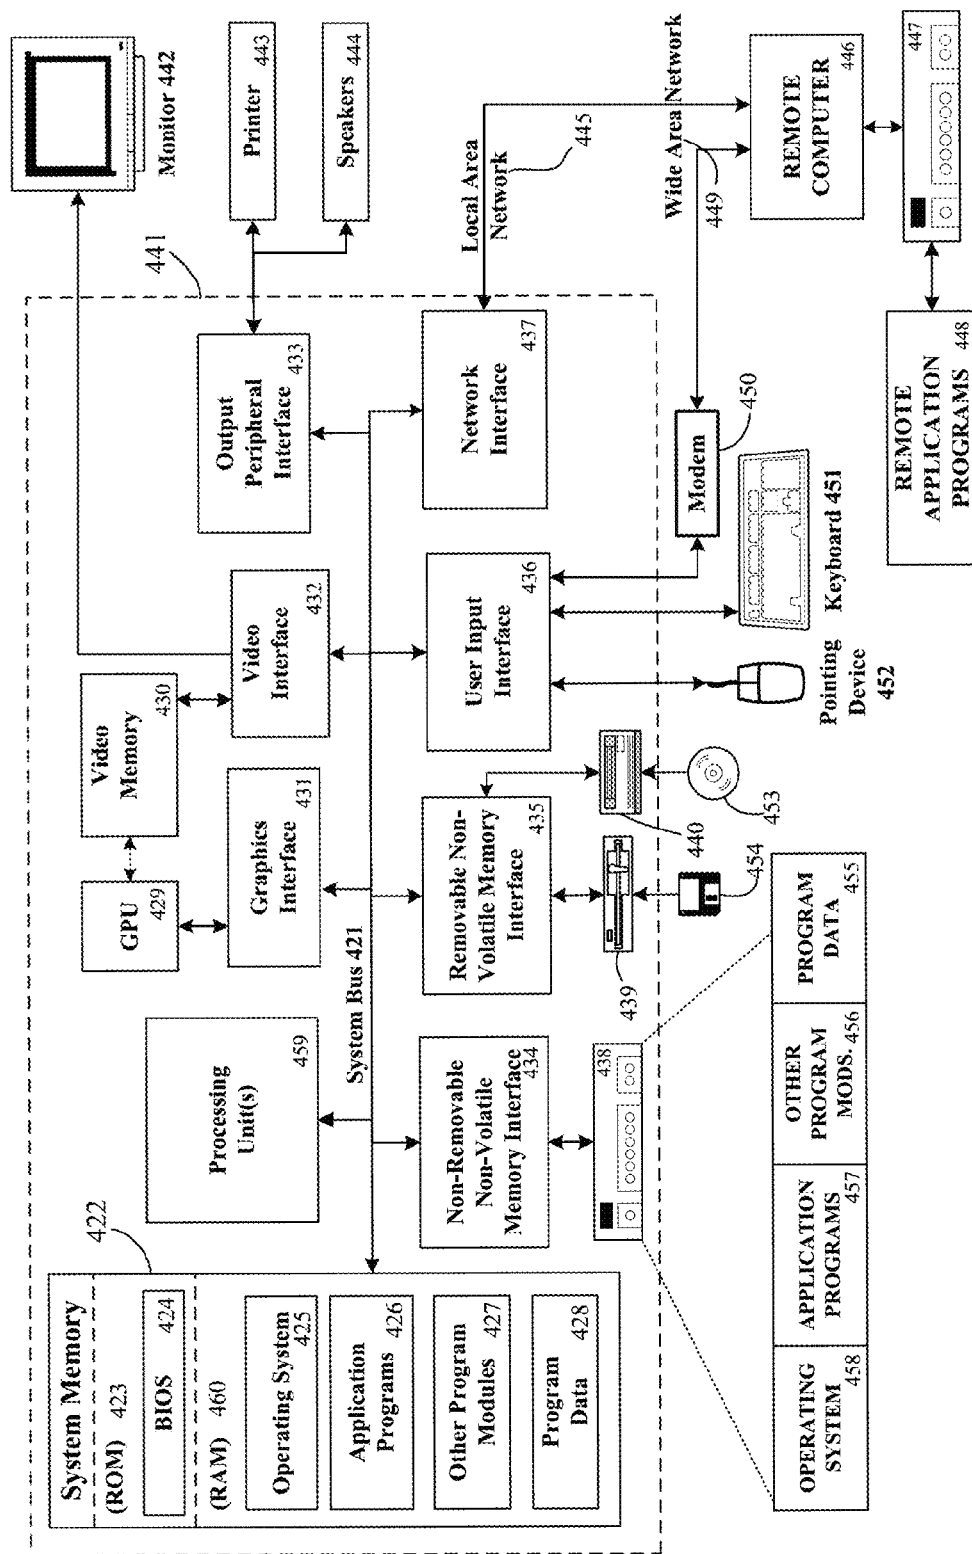 System Memory
422
(ROM) 423
BIOS
424
(RAM) 460
Operating System
425
Application
Programs
426
Other Program
Modules
427
Program
Data
428
Processing
Unit(s)
459
System Bus 421
GPU
429
Video
Memory
430
Graphics
Interface
431
Video
Interface
432
Output
Peripheral
Interface
433
441
Monitor 442
Printer
443
Speakers
444
Non-Removable
Non-Volatile
Memory Interface
434
Removable Non-
Volatile Memory
Interface
435
User Input
Interface
436
Network
Interface
437
Local Area
Network
445
Wide Area Network
449
438
439
440
453
454
Modem
450
Pointing
Device
452
Keyboard 451
REMOTE
COMPUTER
446
447
REMOTE
APPLICATION
PROGRAMS
448
OPERATING
SYSTEM
458
APPLICATION
PROGRAMS
457
OTHER
PROGRAM
MODS.
456
PROGRAM
DATA
455